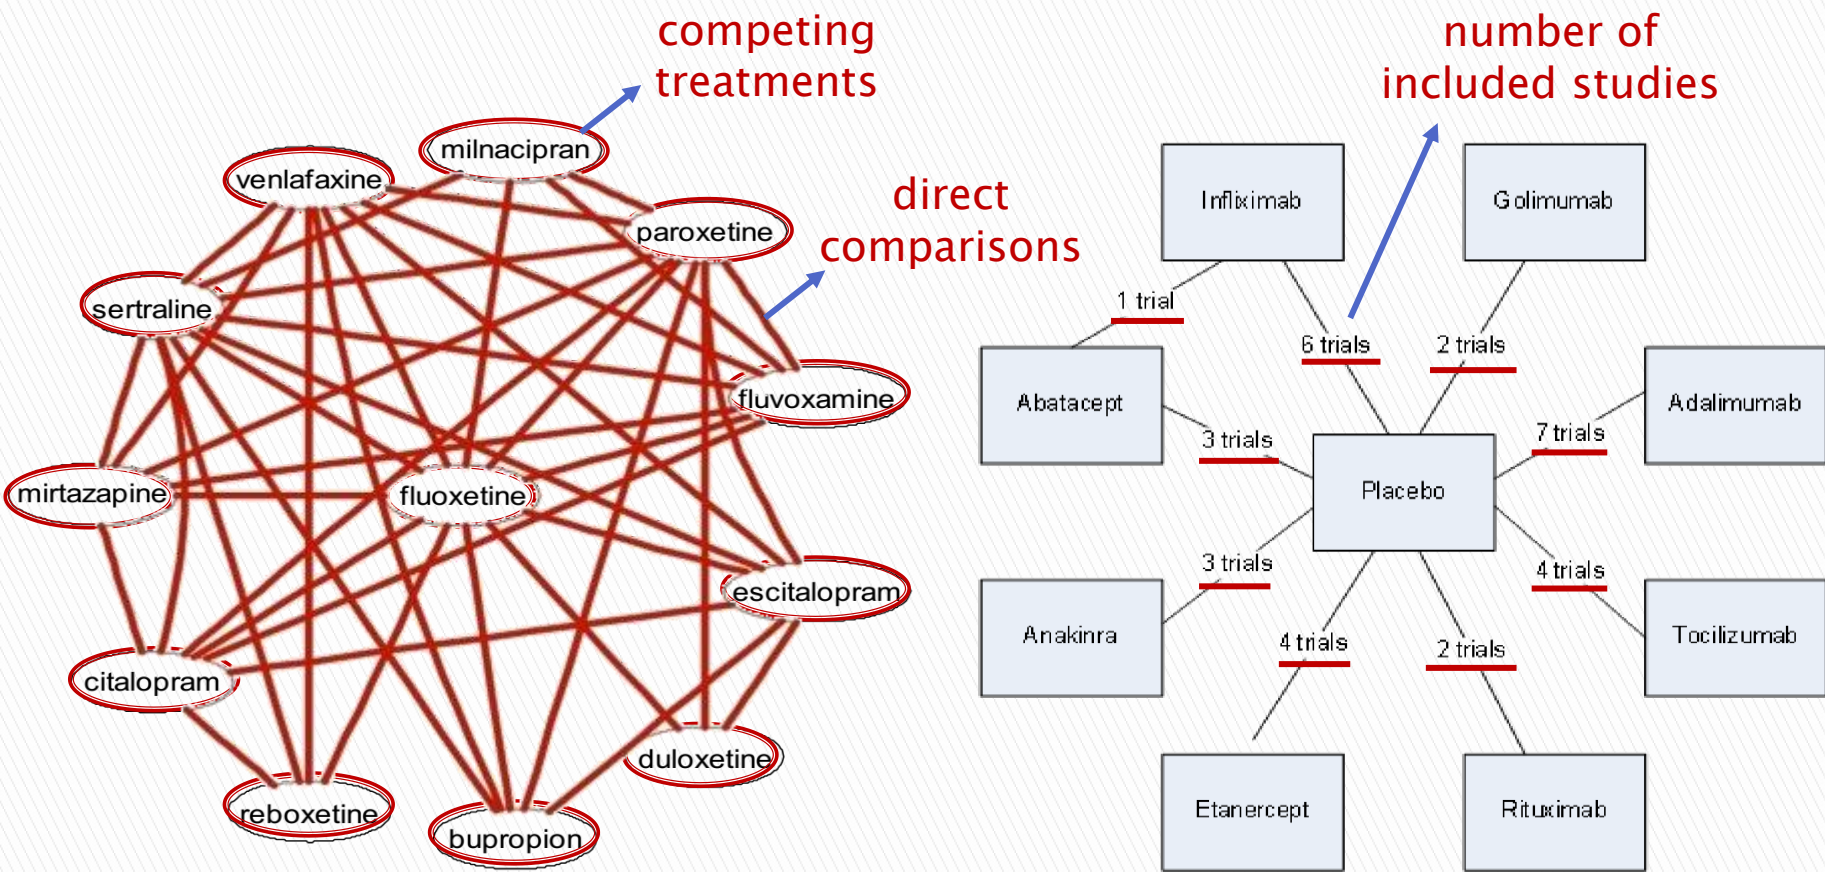 competing
treatments
number of
included studies
milnacipran
venlafaxine
direct
comparisons
paroxetine
sertraline
fluvoxamine
mirtazapine
fluoxetine
escitalopram
citalopram
duloxetine
reboxetine
bupropion
Infliximab
Golimumab
1 trial
6 trials
2 trials
Abatacept
Adalimumab
3 trials
7 trials
Placebo
3 trials
4 trials
Anakinra
Tocilizumab
4 trials
2 trials
Etanercept
Rituximab